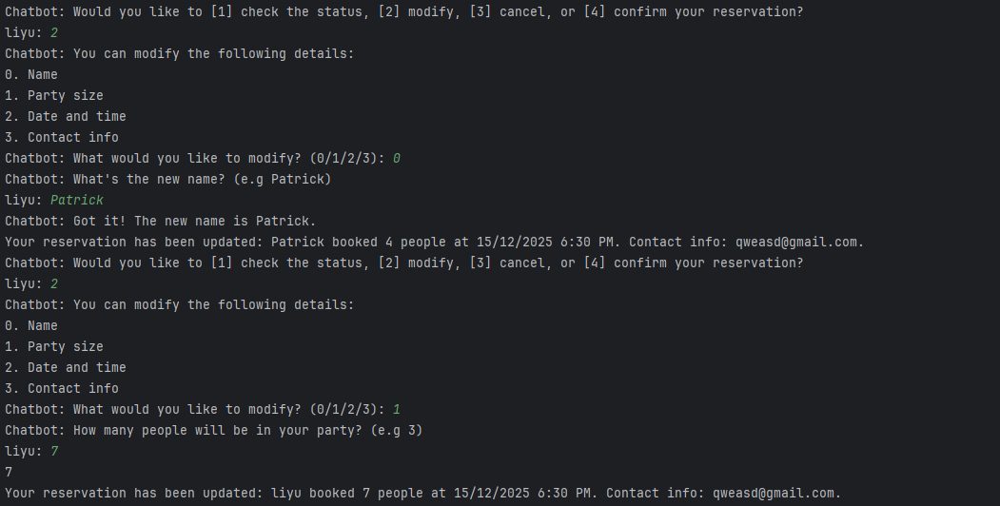 Chatbot: Would you like to [1] check the status, [2] modify, [3] cancel, or [4] confirm your reservation?
liyu: 2
Chatbot: You can modify the following details:
0. Name
1. Party size
2. Date and time
3. Contact info
Chatbot: What would you like to modify? (0/1/2/3): 0
Chatbot: What's the new name? (e.g Patrick)
liyu: Patrick
Chatbot: Got it! The new name is Patrick.
Your reservation has been updated: Patrick booked 4 people at 15/12/2025 6:30 PM. Contact info: qweasd@gmail.com.
Chatbot: Would you like to [1] check the status, [2] modify, [3] cancel, or [4] confirm your reservation?
liyu: 2
Chatbot: You can modify the following details:
0. Name
1. Party size
2. Date and time
3. Contact info
Chatbot: What would you like to modify? (0/1/2/3): 1
Chatbot: How many people will be in your party? (e.g 3)
liyu: 7
7
Your reservation has been updated: liyu booked 7 people at 15/12/2025 6:30 PM. Contact info: qweasd@gmail.com.